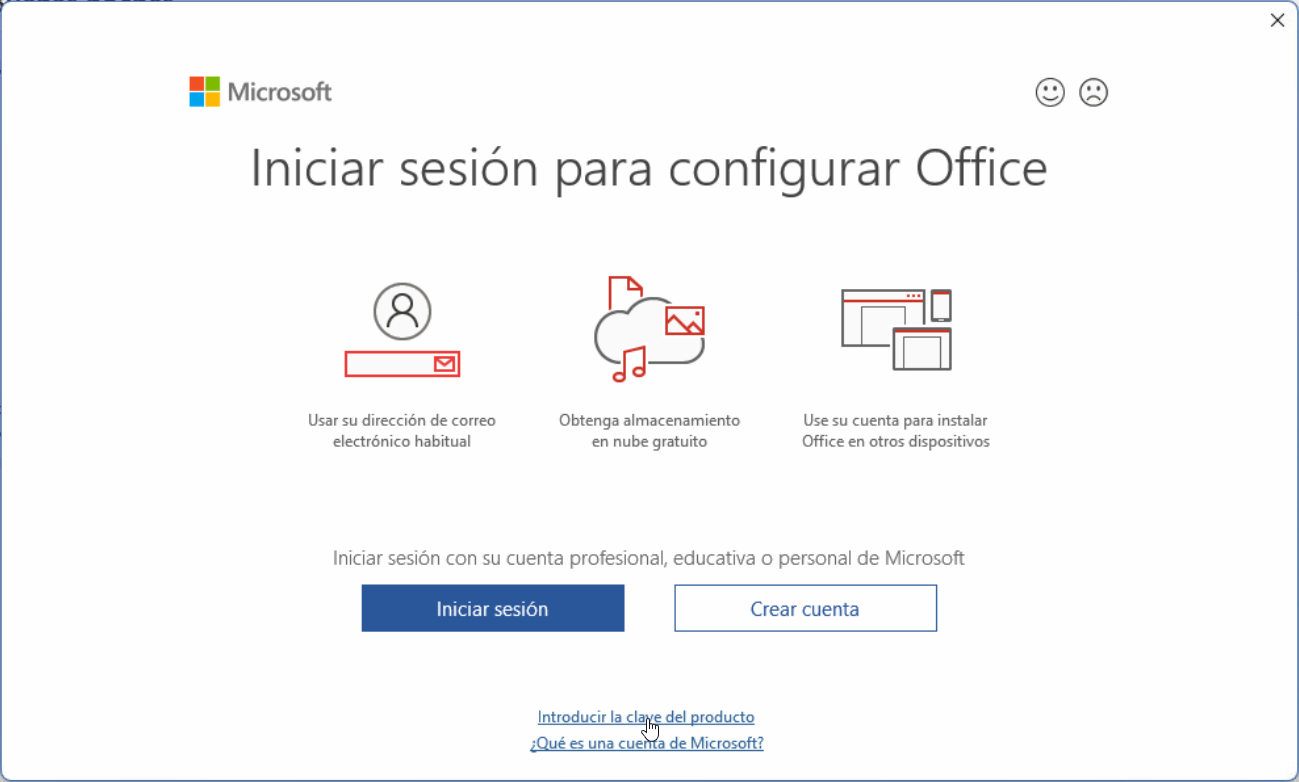 Microsoft
Iniciar sesión para configurar Office
Usar su dirección de correo
electrónico habitual
Obtenga almacenamiento
en nube gratuito
Use su cuenta para instalar
Office en otros dispositivos
Iniciar sesión con su cuenta profesional, educativa o personal de Microsoft
Iniciar sesión
Crear cuenta
Introducir la clave del producto
¿Qué es una cuenta de Microsoft?